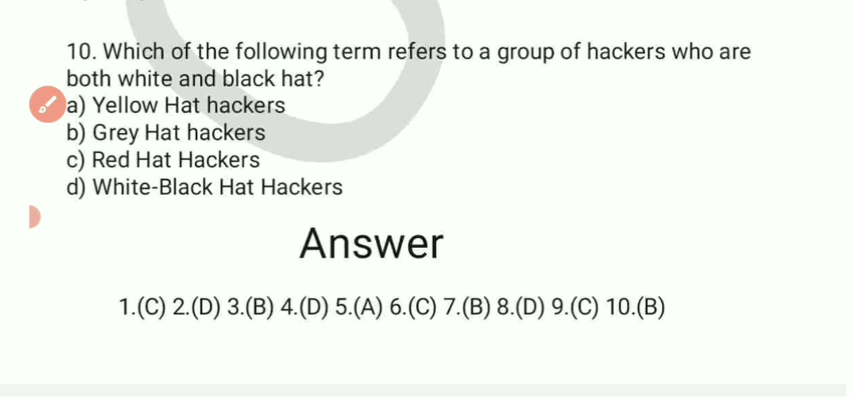 10. Which of the following term refers to a group of hackers who are
both white and black hat?
a) Yellow Hat hackers
b) Grey Hat hackers
c) Red Hat Hackers
d) White-Black Hat Hackers
Answer
1.(C) 2.(D) 3.(B) 4.(D) 5.(A) 6.(C) 7.(B) 8.(D) 9.(C) 10.(B)